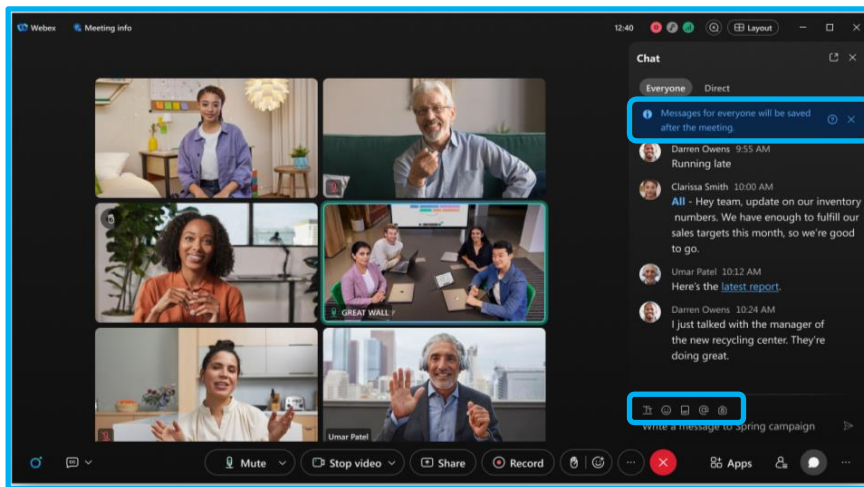 Webex
Meeting info
12:40
Layout
Chat
Everyone Direct
Messages for everyone will be saved
after the meeting.
Darren Owens 9:55 AM
Running late
Clarissa Smith 10:00 AM
All - Hey team, update on our inventory
numbers. We have enough to fulfill our
sales targets this month, so we're good
to go.
Umar Patel 10:12 AM
Here's the latest report.
Darren Owens 10:24 AM
I just talked with the manager of
the new recycling center. They're
doing great.
GREAT WALL
Umar Patel
Write a message to Spring campaign
Mute
Stop video
Share
Record
Apps